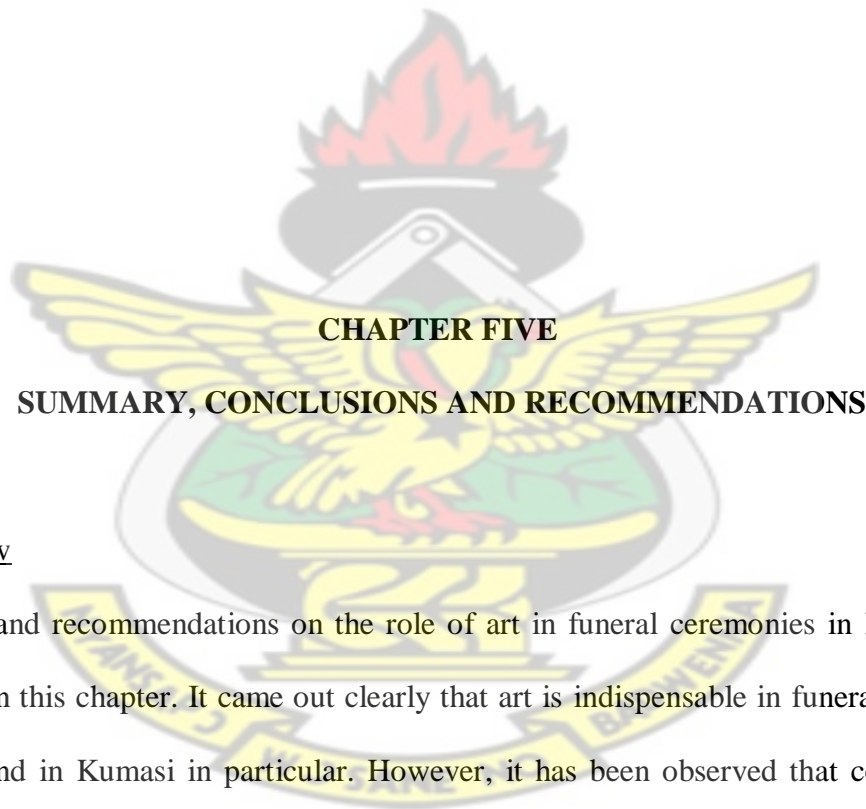 CHAPTER FIVE
SUMMARY, CONCLUSIONS AND RECOMMENDATIONS
and recommendations on the role of art in funeral ceremonies in
this chapter. It came out clearly that art is indispensable in
in Kumasi in particular. However, it has been observed that